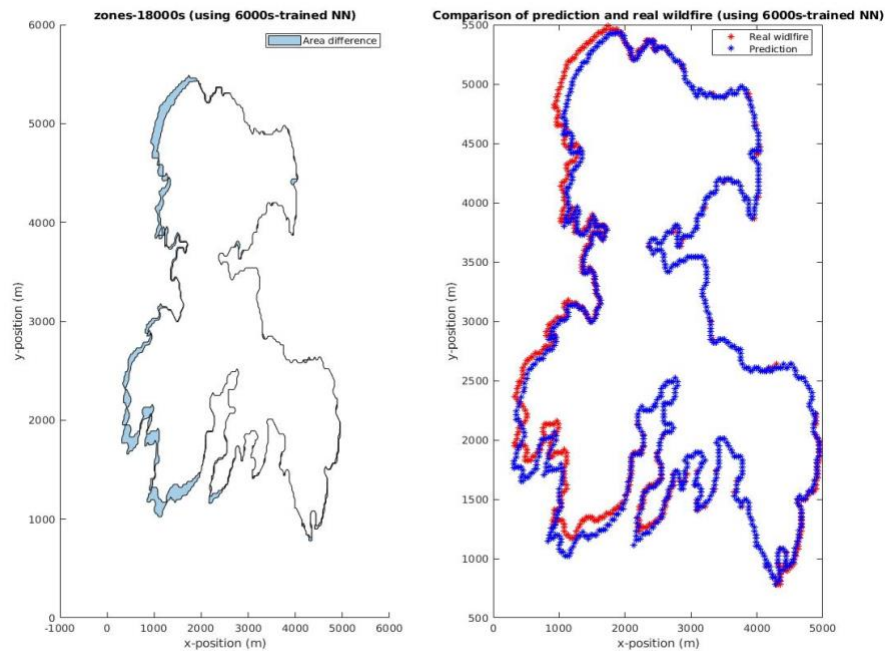 zones-18000s (using 6000s-trained NN)
Area difference
6000
5000
4000
3000
2000
1000
0
-1000 0 1000 2000 3000 4000 5000 6000
x-position (m)
y-position (m)
Comparison of prediction and real wildfire (using 6000s-trained NN)
Real widlfire
Prediction
5500
5000
4500
4000
3500
3000
2500
2000
1500
1000
500
0 1000 2000 3000 4000 5000
x-position (m)
y-position (m)